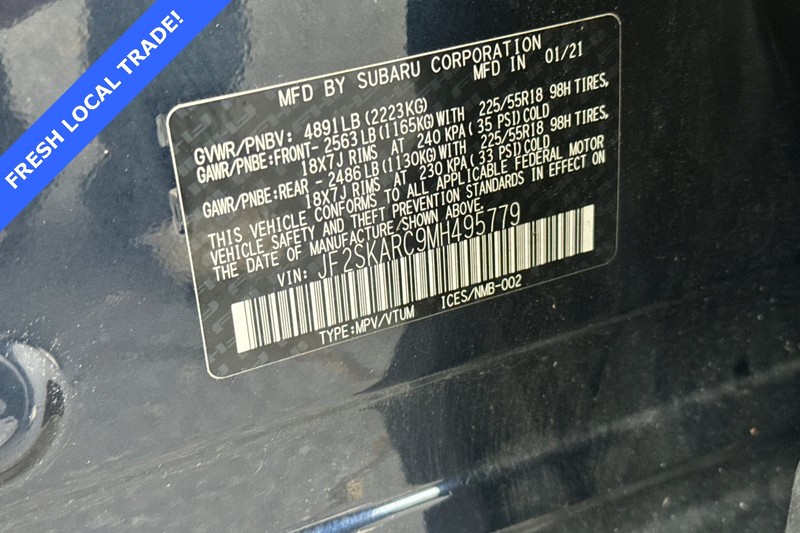 FRESH LOCAL TRADE!
MFD BY SUBARU CORPORATION
MFD IN 01/21
GVWR/PNBV: 4891LB(2223KG)
GAWR/PNBE:FRONT-2563LB(1165KG)WITH 225/55R18 98H TIRES,
18X7J RIMS AT 240 KPA(35 PSI)COLD
GAWR/PNBE:REAR -2486LB(1130KG)WITH 225/55R18 98H TIRES,
18X7J RIMS AT 230 KPA(33 PSI)COLD
THIS VEHICLE CONFORMS TO ALL APPLICABLE FEDERAL MOTOR
VEHICLE SAFETY AND THEFT PREVENTION STANDARDS IN EFFECT ON
THE DATE OF MANUFACTURE/SHOWN ABOVE.
VIN: JF2SKARC9MH495779
TYPE:MPV/VTUM ICES/NMB-002